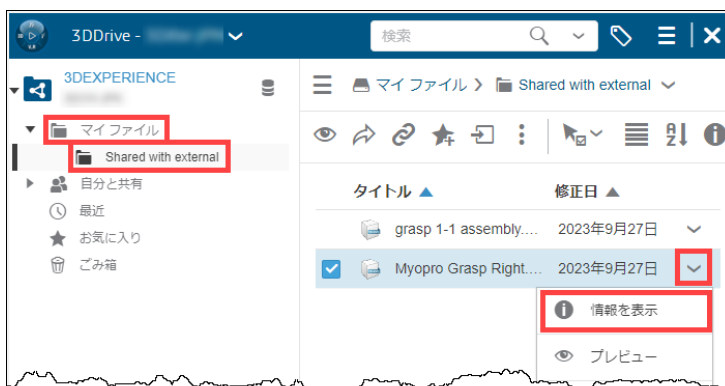 3DDrive -
検索
3DEXPERIENCE
マイ ファイル
Shared with external
自分と共有
最近
お気に入り
ごみ箱
マイ ファイル
Shared with external
タイトル
修正日
grasp 1-1 assembly....
2023年9月27日
Myopro Grasp Right....
2023年9月27日
情報を表示
プレビュー